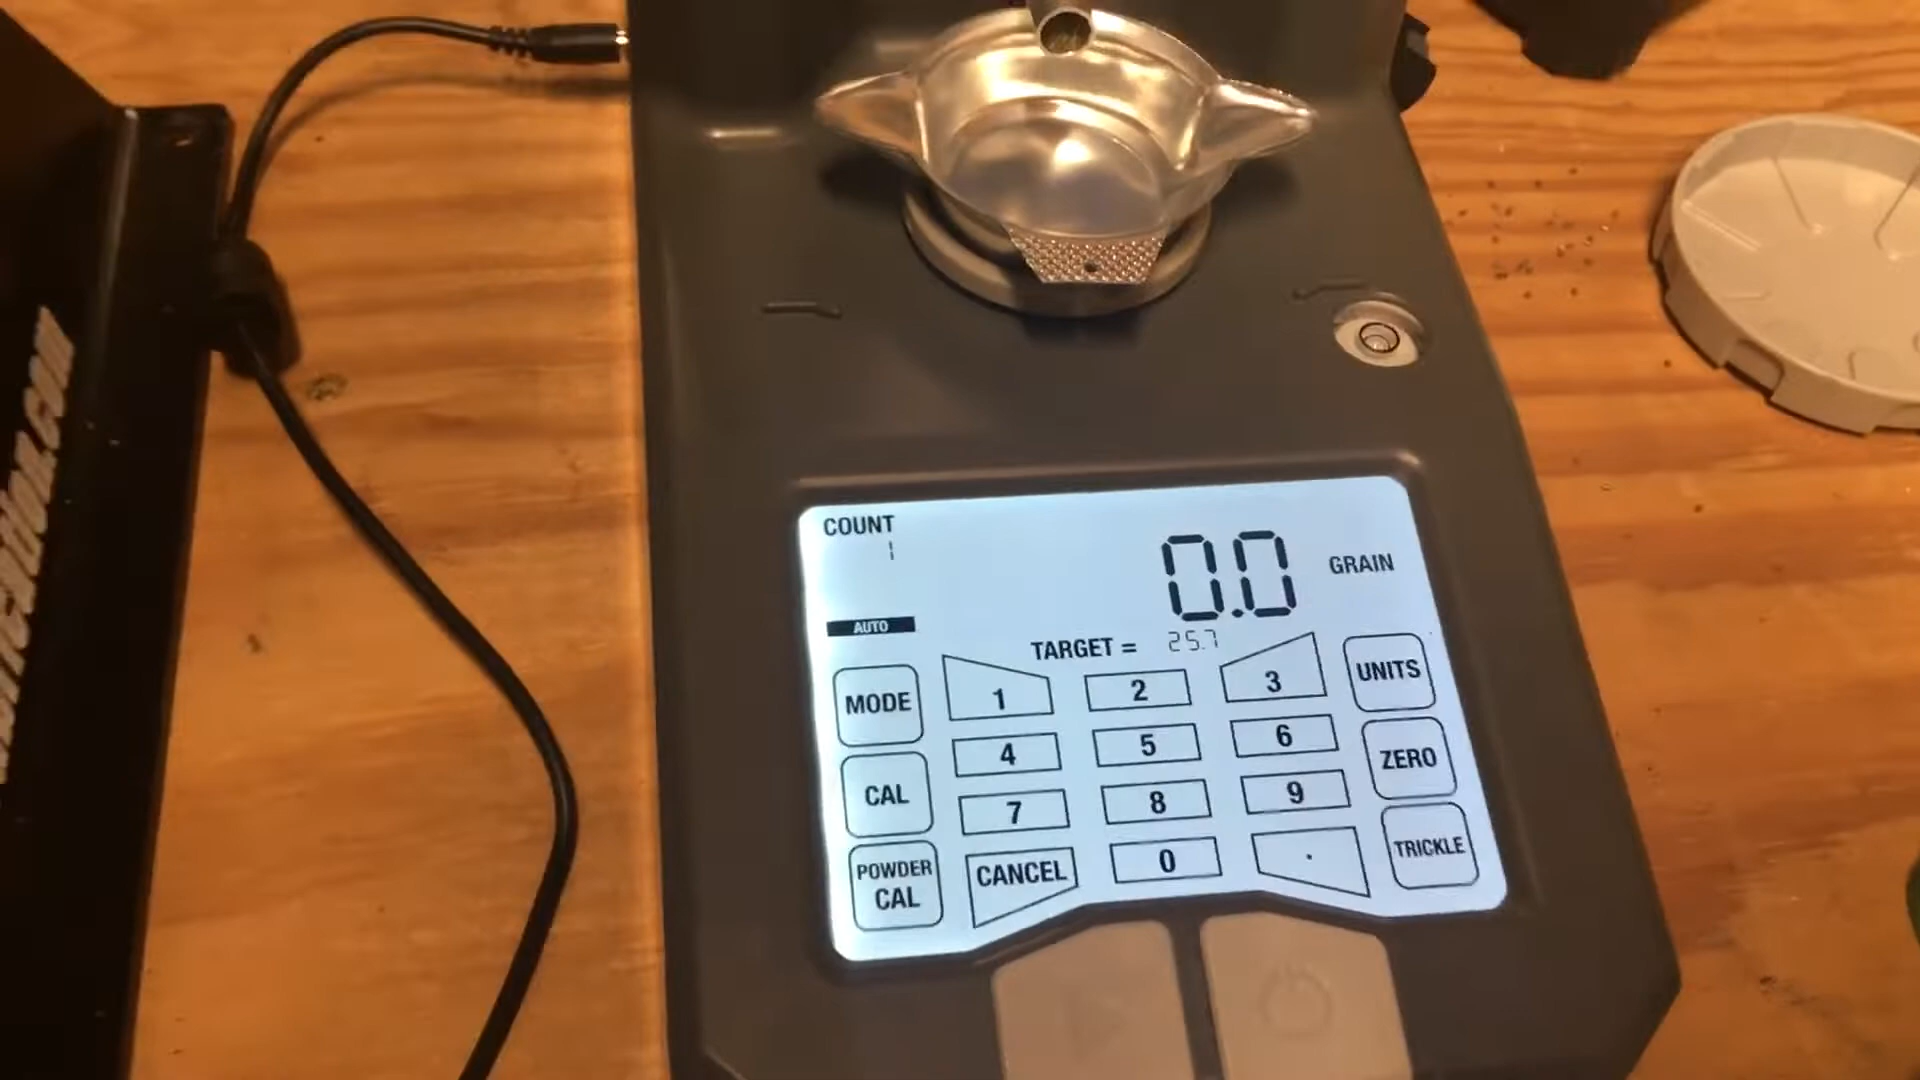 COUNT
1
0.0 GRAIN
AUTO
TARGET = 25.7
MODE 1 2 3 UNITS
CAL 4 5 6 ZERO
7 8 9
POWDER CAL CANCEL 0 . TRICKLE